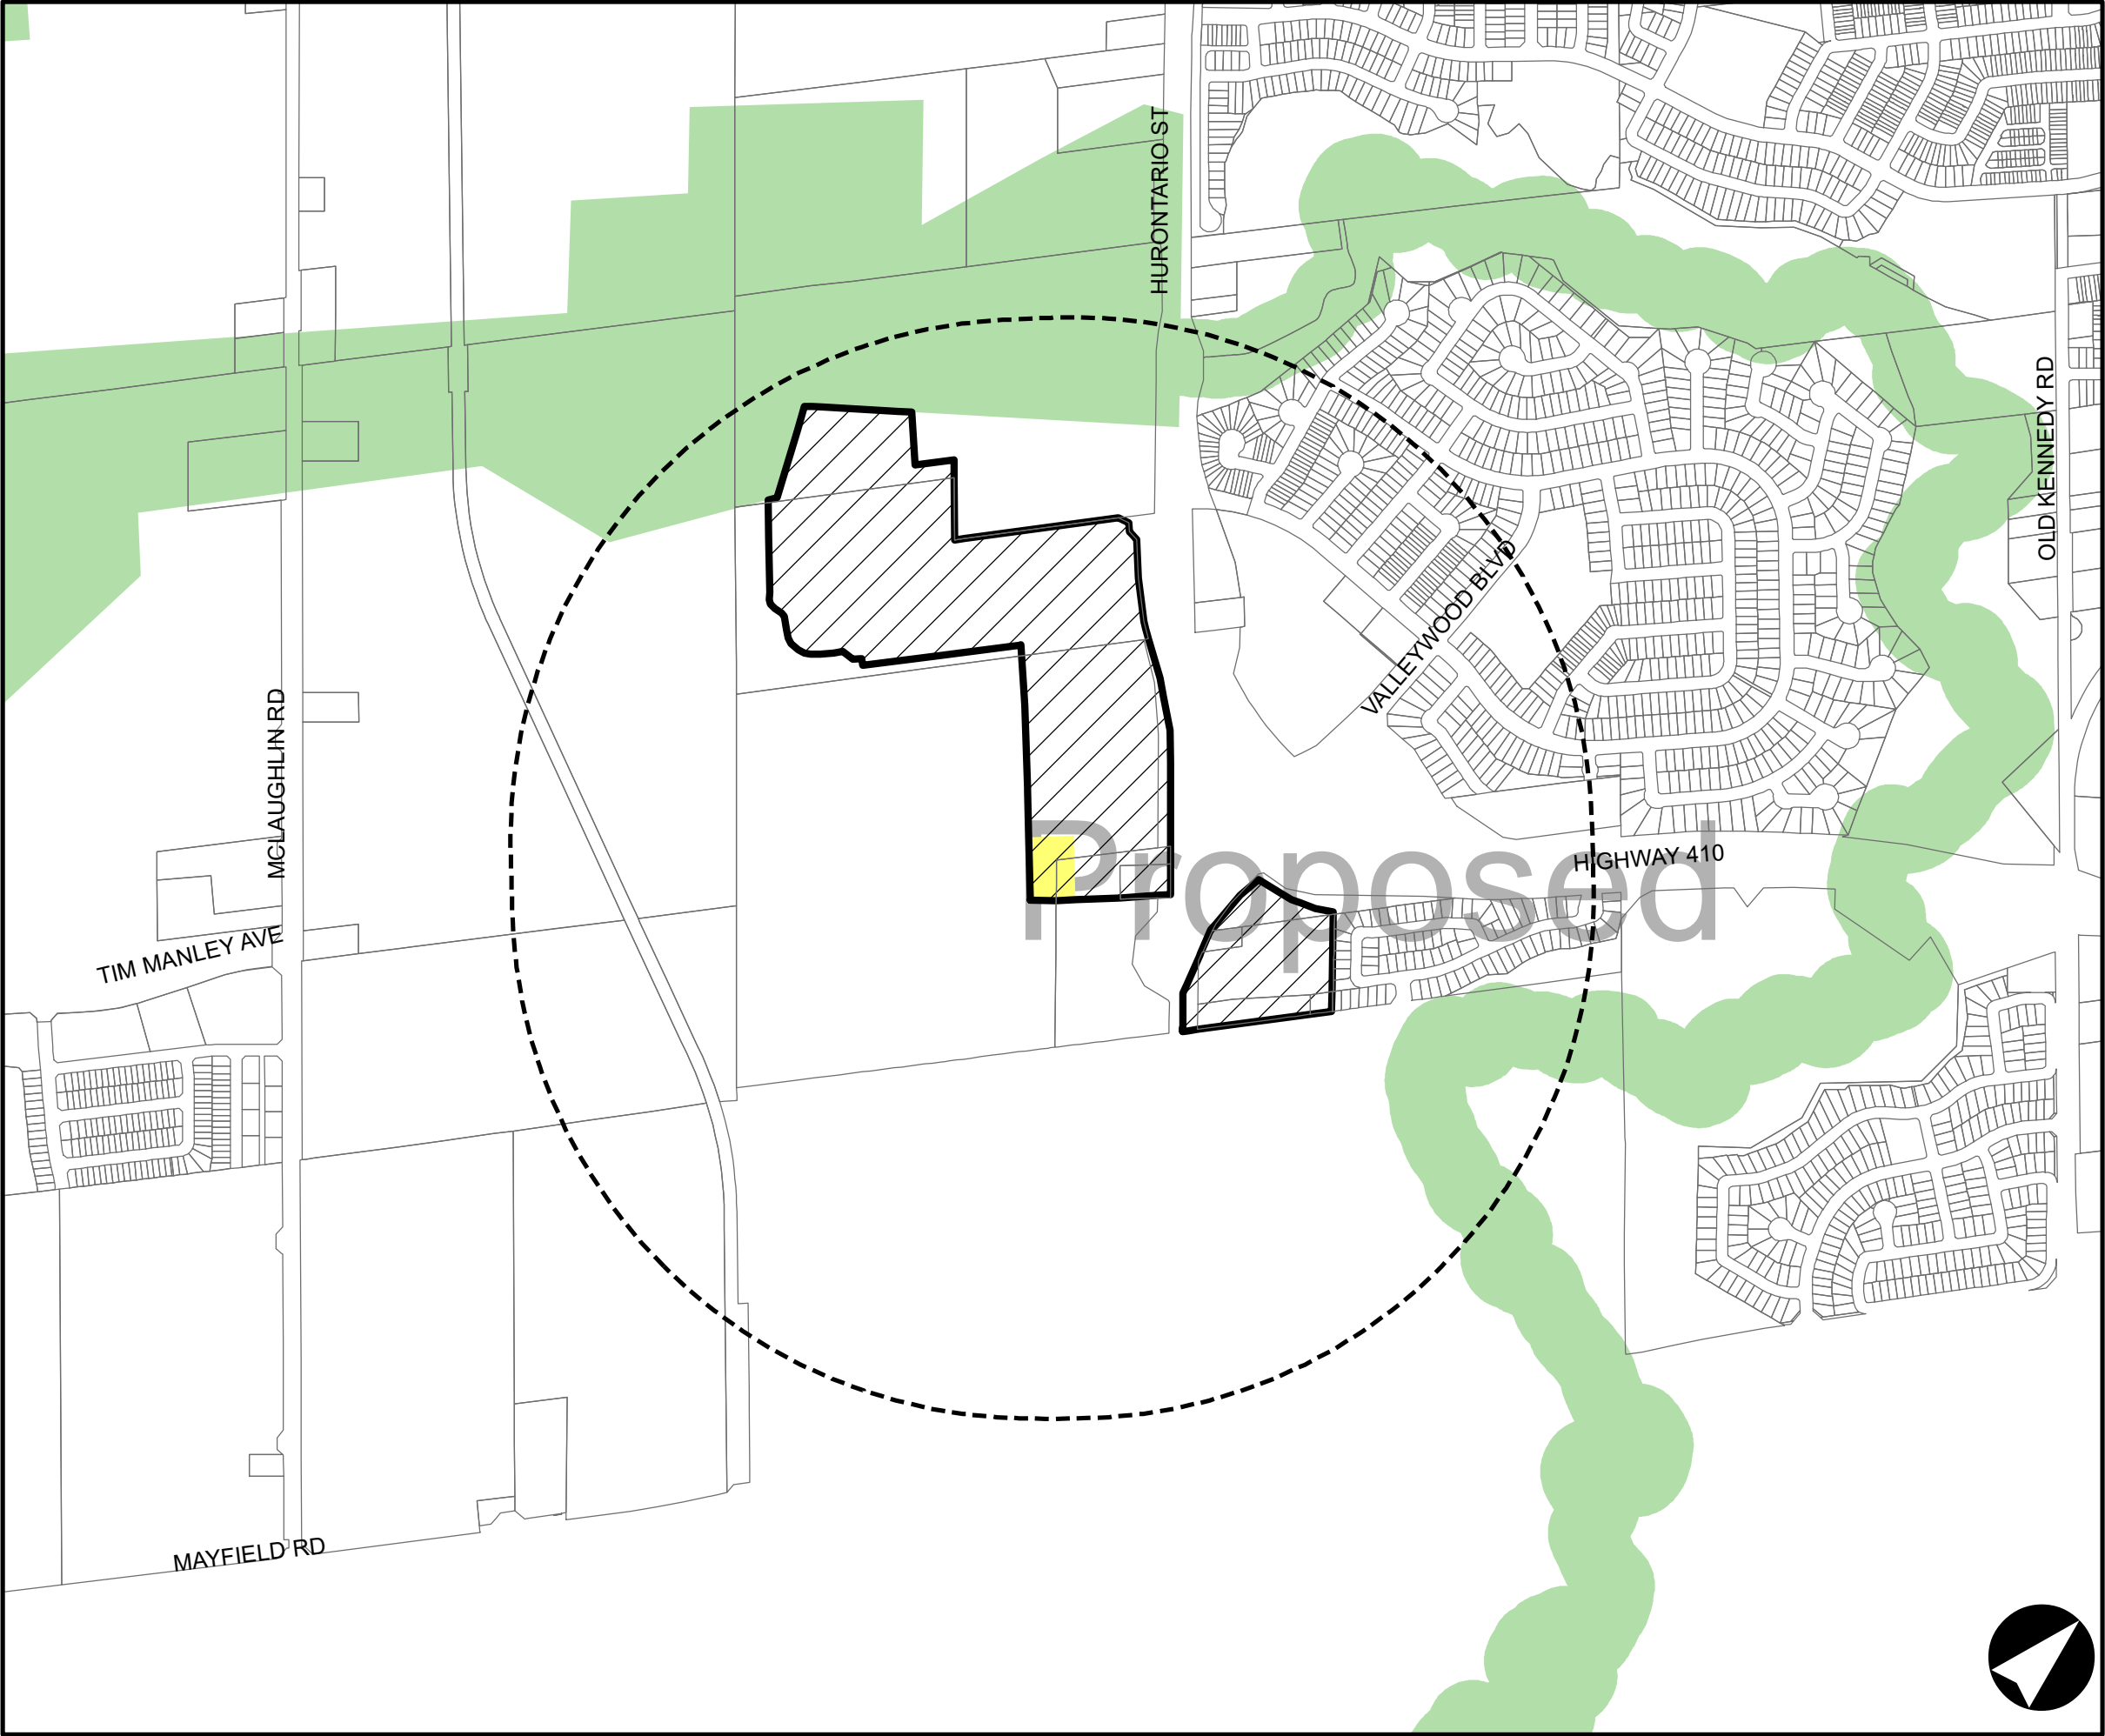 HURONTARIO ST
OLD KENNEDY RD
VALLEYWOOD BLVD
MCLAUGHLIN RD
Proposed
HIGHWAY 410
TIM MANLEY AVE
MAYFIELD RD